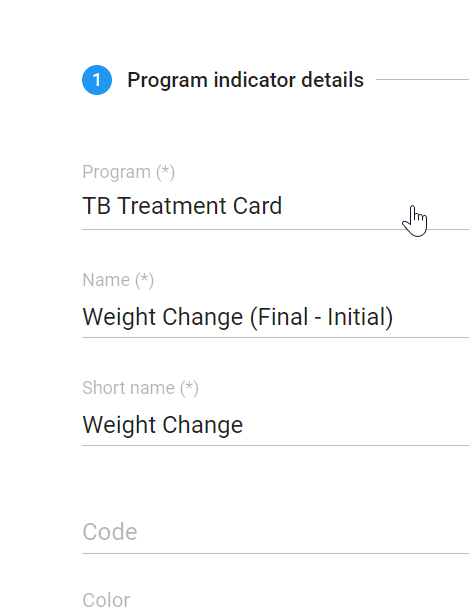 1 Program indicator details
Program (*)
TB Treatment Card
Name (*)
Weight Change (Final - Initial)
Short name (*)
Weight Change
Code
Color